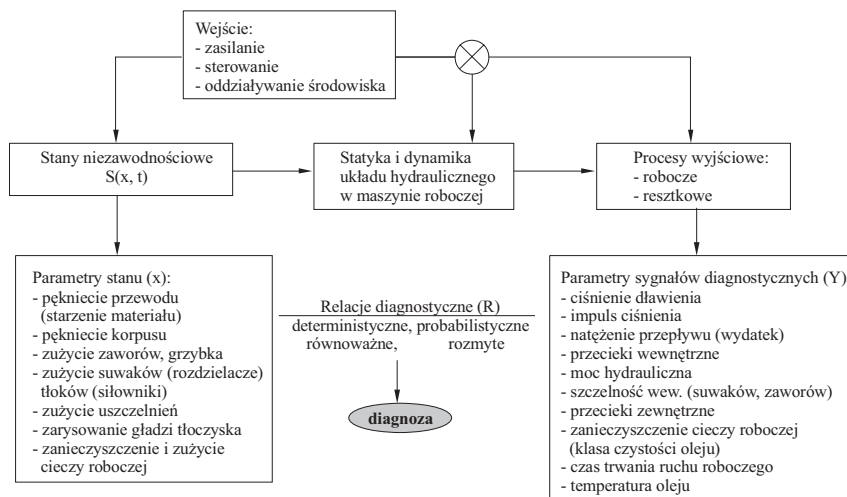 Wejście:
- zasilanie
- sterowanie
- oddziaływanie środowiska
Stany niezawodnościowe
S(x, t)
Statyka i dynamika
układu hydraulicznego
w maszynie roboczej
Procesy wyjściowe:
- robocze
- resztkowe
Parametry stanu (x):
- pękniecie przewodu
(starzenie materiału)
- pękniecie korpusu
- zużycie zaworów, grzybka
- zużycie suwaków (rozdzielacze)
tłoków (siłowniki)
- zużycie uszczelnień
- zarysowanie gładzi tłoczyska
- zanieczyszczenie i zużycie
cieczy roboczej
Relacje diagnostyczne (R)
deterministyczne, probabilistyczne
równoważne, rozmyte
diagnoza
Parametry sygnałów diagnostycznych (Y)
- ciśnienie dławienia
- impuls ciśnienia
- natężenie przepływu (wydatek)
- przecieki wewnętrzne
- moc hydrauliczna
- szczelność wew. (suwaków, zaworów)
- przecieki zewnętrzne
- zanieczyszczenie cieczy roboczej
(klasa czystości oleju)
- czas trwania ruchu roboczego
- temperatura oleju